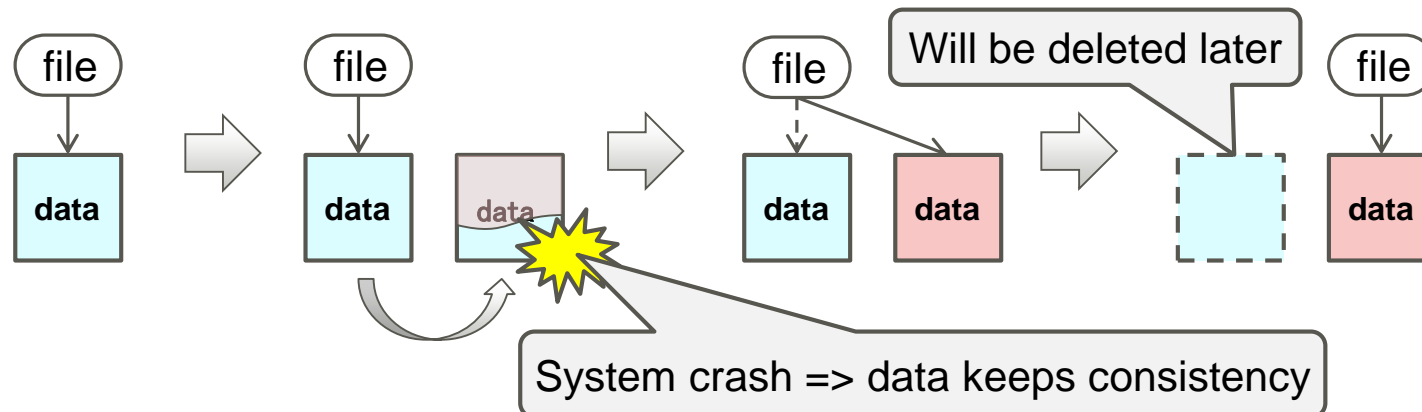 file
file
file
Will be deleted later
file
data
data
data
data
data
data
System crash => data keeps consistency